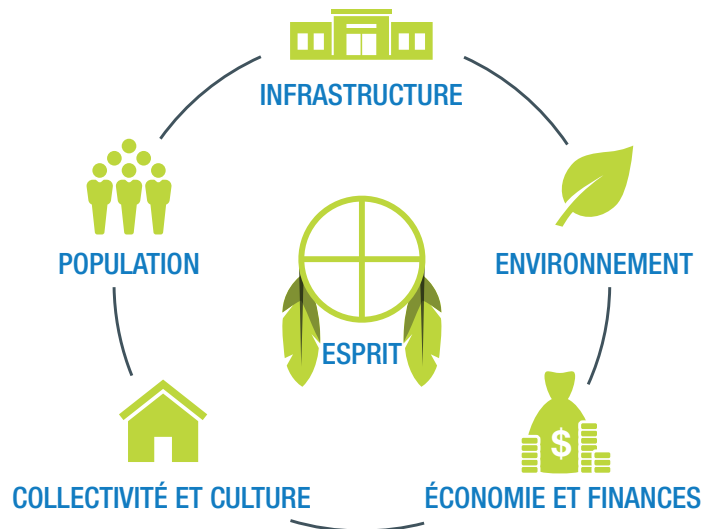 INFRASTRUCTURE
POPULATION
ENVIRONNEMENT
ESPRIT
$
COLLECTIVITÉ ET CULTURE
ÉCONOMIE ET FINANCES